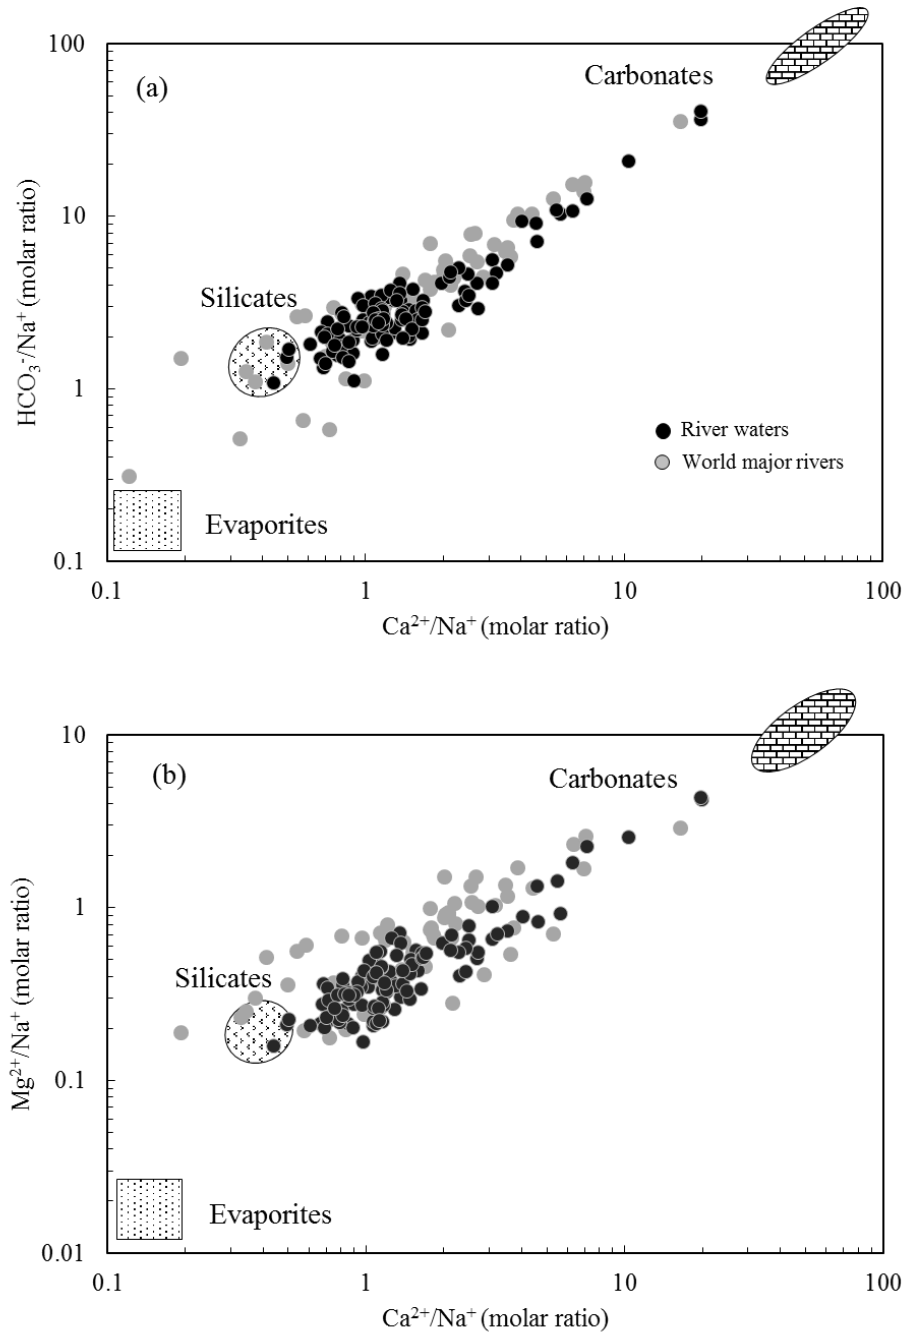 100
(a)
Carbonates
10
Silicates
1
River waters
World major rivers
Evaporites
0.1
0.1 1 10 100
HCO₃⁻/Na⁺ (molar ratio)
Ca²⁺/Na⁺ (molar ratio)
10
(b)
Carbonates
1
Silicates
0.1
Evaporites
0.01
0.1 1 10 100
Mg²⁺/Na⁺ (molar ratio)
Ca²⁺/Na⁺ (molar ratio)